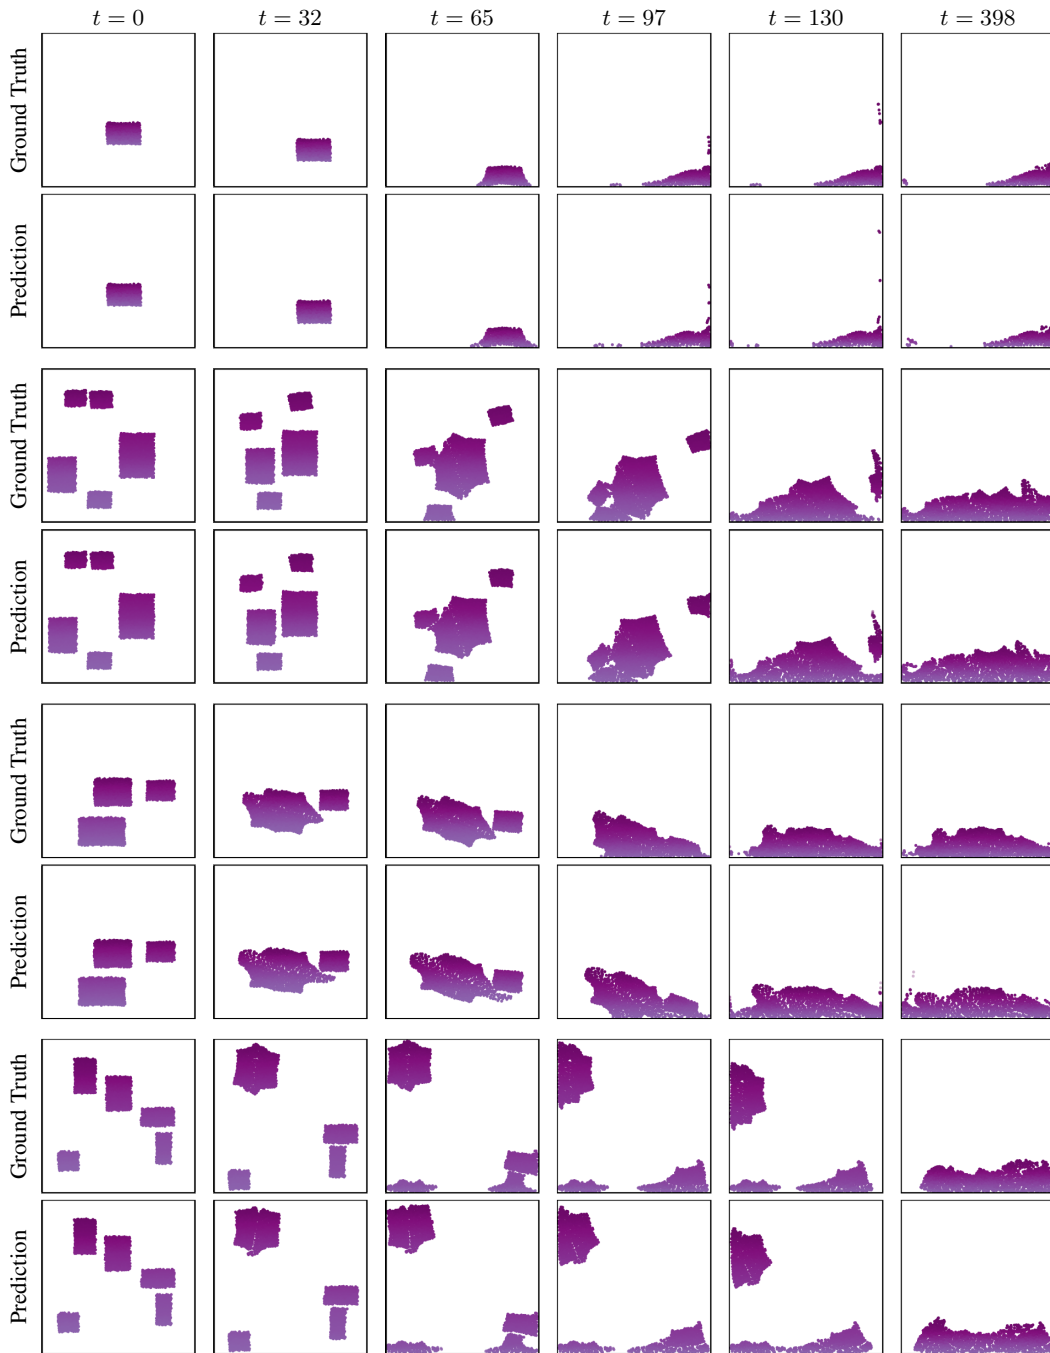 t = 0 t = 32 t = 65 t = 97 t = 130 t = 398
Ground Truth
Prediction
Ground Truth
Prediction
Ground Truth
Prediction
Ground Truth
Prediction